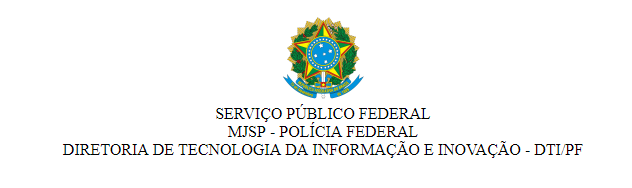 SERVIÇO PÚBLICO FEDERAL
MJSP - POLÍCIA FEDERAL
DIRETORIA DE TECNOLOGIA DA INFORMAÇÃO E INOVAÇÃO - DTI/PF